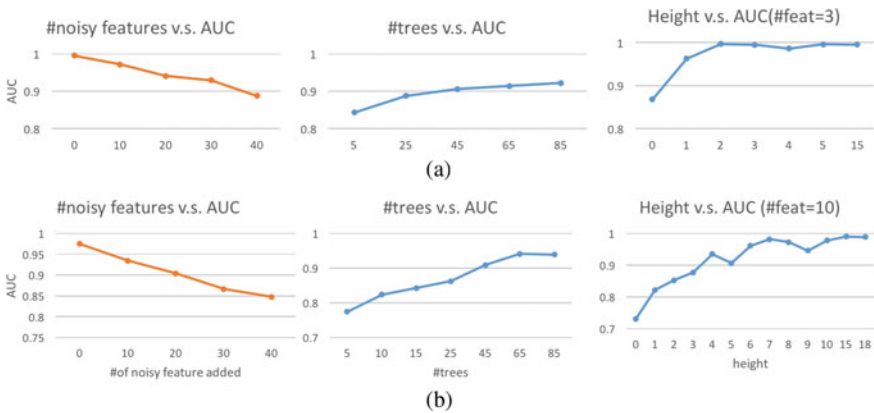 #noisy features v.s. AUC
AUC
1
0.9
0.8
0 10 20 30 40
#trees v.s. AUC
1
0.9
0.8
5 25 45 65 85
Height v.s. AUC(#feat=3)
1
0.9
0.8
0 1 2 3 4 5 15
(a)
#noisy features v.s. AUC
AUC
1
0.95
0.9
0.85
0.8
0.75
0 10 20 30 40
#of noisy feature added
#trees v.s. AUC
1
0.9
0.8
0.7
5 10 15 25 45 65 85
#trees
Height v.s. AUC (#feat=10)
1
0.9
0.8
0.7
0 1 2 3 4 5 6 7 8 9 10 15 18
height
(b)